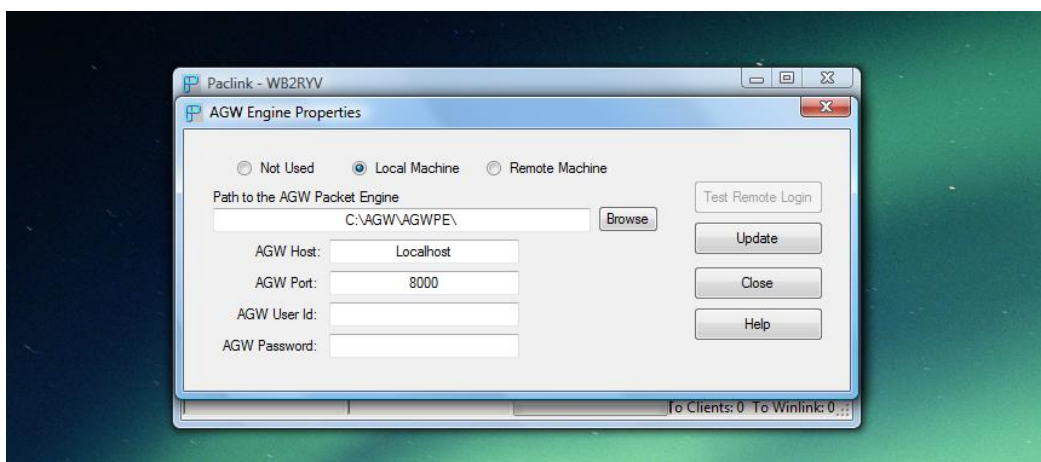 Paclink - WB2RYV
AGW Engine Properties
Not Used Local Machine Remote Machine
Path to the AGW Packet Engine
Test Remote Login
C:\AGW\AGWPE\ Browse
Update
AGW Host: Localhost
AGW Port: 8000
Close
AGW User Id:
Help
AGW Password:
To Clients: 0 To Winlink: 0